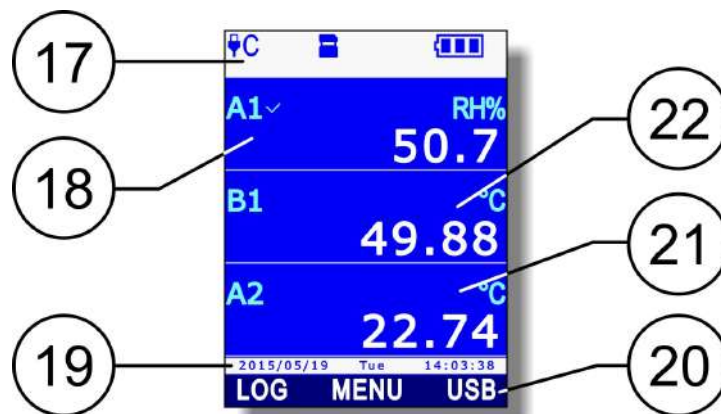 C
17
A1 ✓ RH%
50.7
22
18
B1 °C
49.88
21
A2 °C
22.74
19
2015/05/19 Tue 14:03:38
20
LOG MENU USB